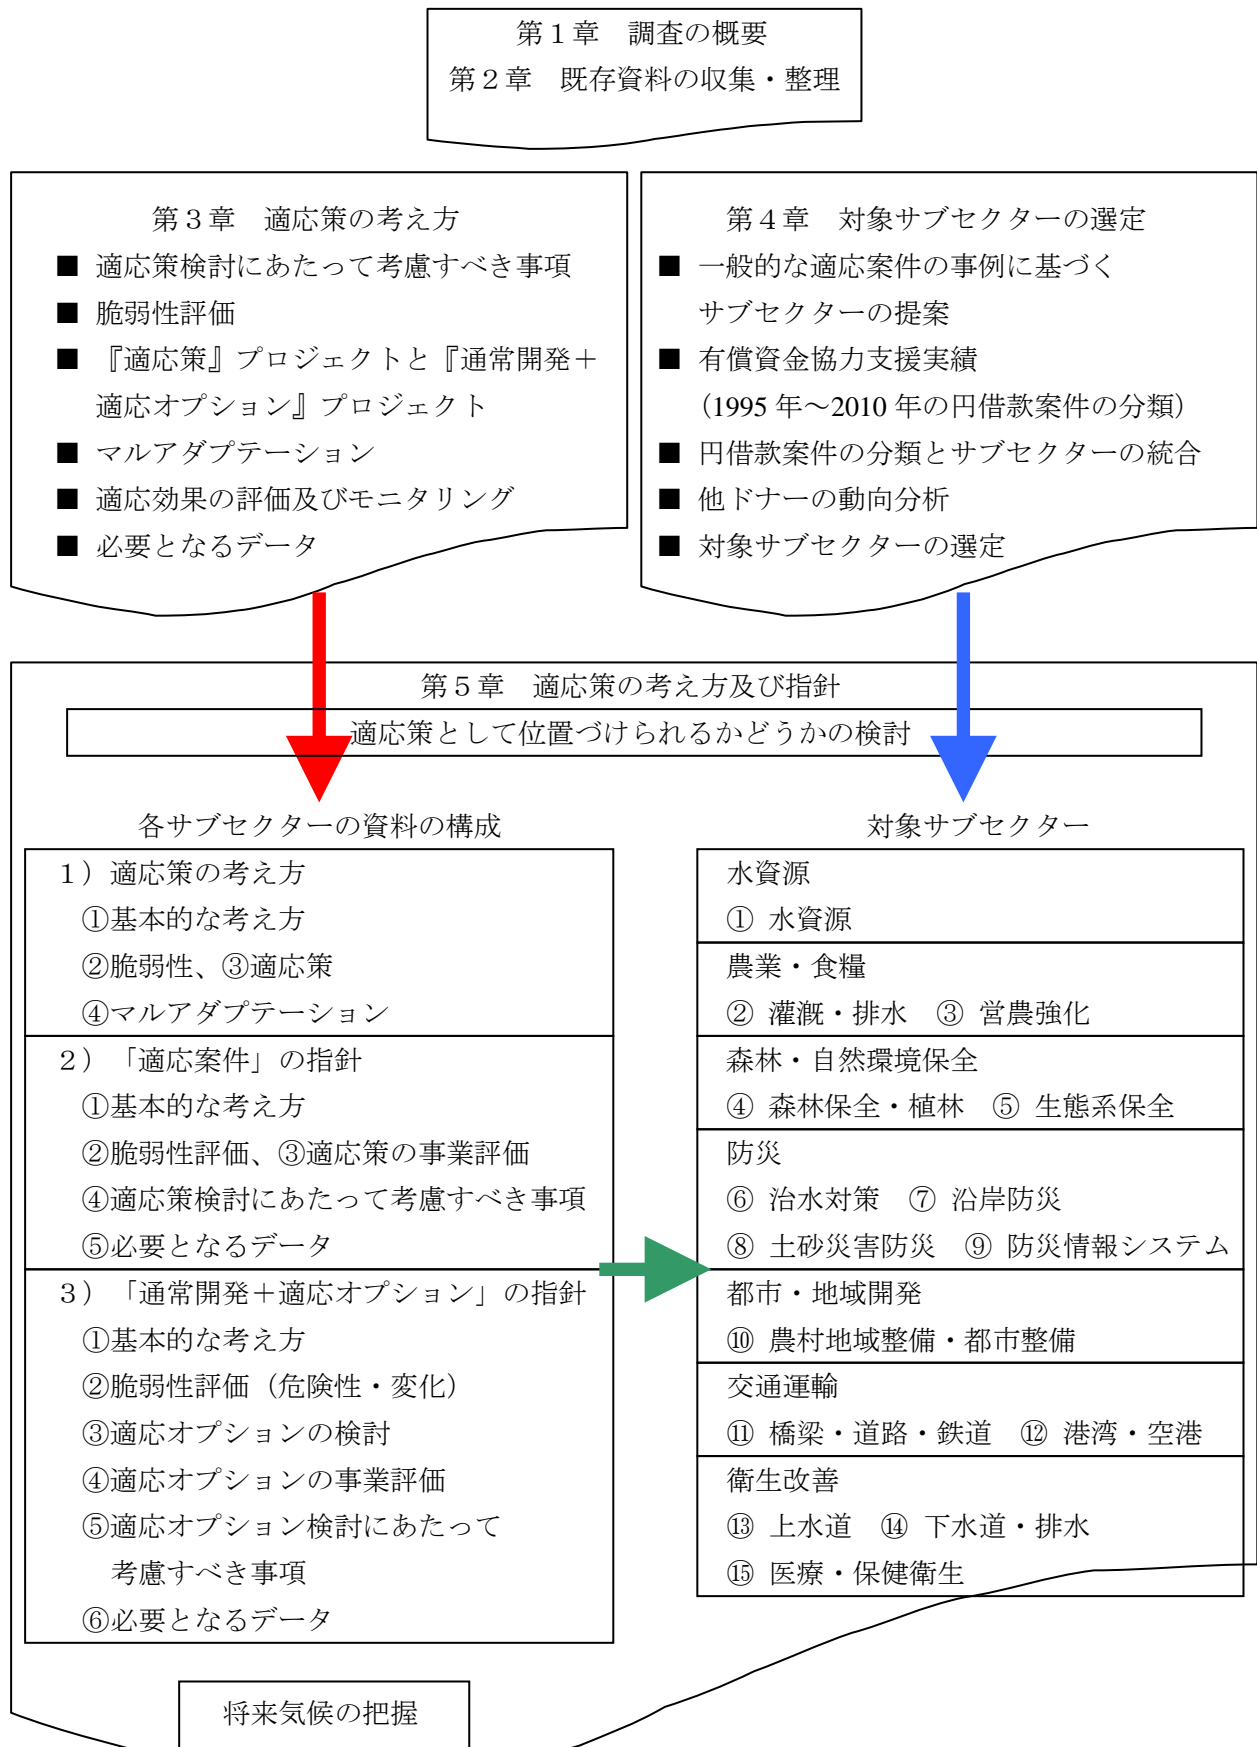 第１章　調査の概要
第２章　既存資料の収集・整理
第３章　適応策の考え方
■ 適応策検討にあたって考慮すべき事項
■ 脆弱性評価
■ 『適応策』プロジェクトと『通常開発＋
適応オプション』プロジェクト
■ マルアダプテーション
■ 適応効果の評価及びモニタリング
■ 必要となるデータ
第４章　対象サブセクターの選定
■ 一般的な適応案件の事例に基づく
サブセクターの提案
■ 有償資金協力支援実績
（1995 年～2010 年の円借款案件の分類）
■ 円借款案件の分類とサブセクターの統合
■ 他ドナーの動向分析
■ 対象サブセクターの選定
第５章　適応策の考え方及び指針
適応策として位置づけられるかどうかの検討
各サブセクターの資料の構成
１）適応策の考え方
①基本的な考え方
②脆弱性、③適応策
④マルアダプテーション
２）「適応案件」の指針
①基本的な考え方
②脆弱性評価、③適応策の事業評価
④適応策検討にあたって考慮すべき事項
⑤必要となるデータ
３）「通常開発＋適応オプション」の指針
①基本的な考え方
②脆弱性評価（危険性・変化）
③適応オプションの検討
④適応オプションの事業評価
⑤適応オプション検討にあたって
考慮すべき事項
⑥必要となるデータ
対象サブセクター
水資源
① 水資源
農業・食糧
② 灌漑・排水　③ 営農強化
森林・自然環境保全
④ 森林保全・植林　⑤ 生態系保全
防災
⑥ 治水対策　⑦ 沿岸防災
⑧ 土砂災害防災　⑨ 防災情報システム
都市・地域開発
⑩ 農村地域整備・都市整備
交通運輸
⑪ 橋梁・道路・鉄道　⑫ 港湾・空港
衛生改善
⑬ 上水道　⑭ 下水道・排水
⑮ 医療・保健衛生
将来気候の把握